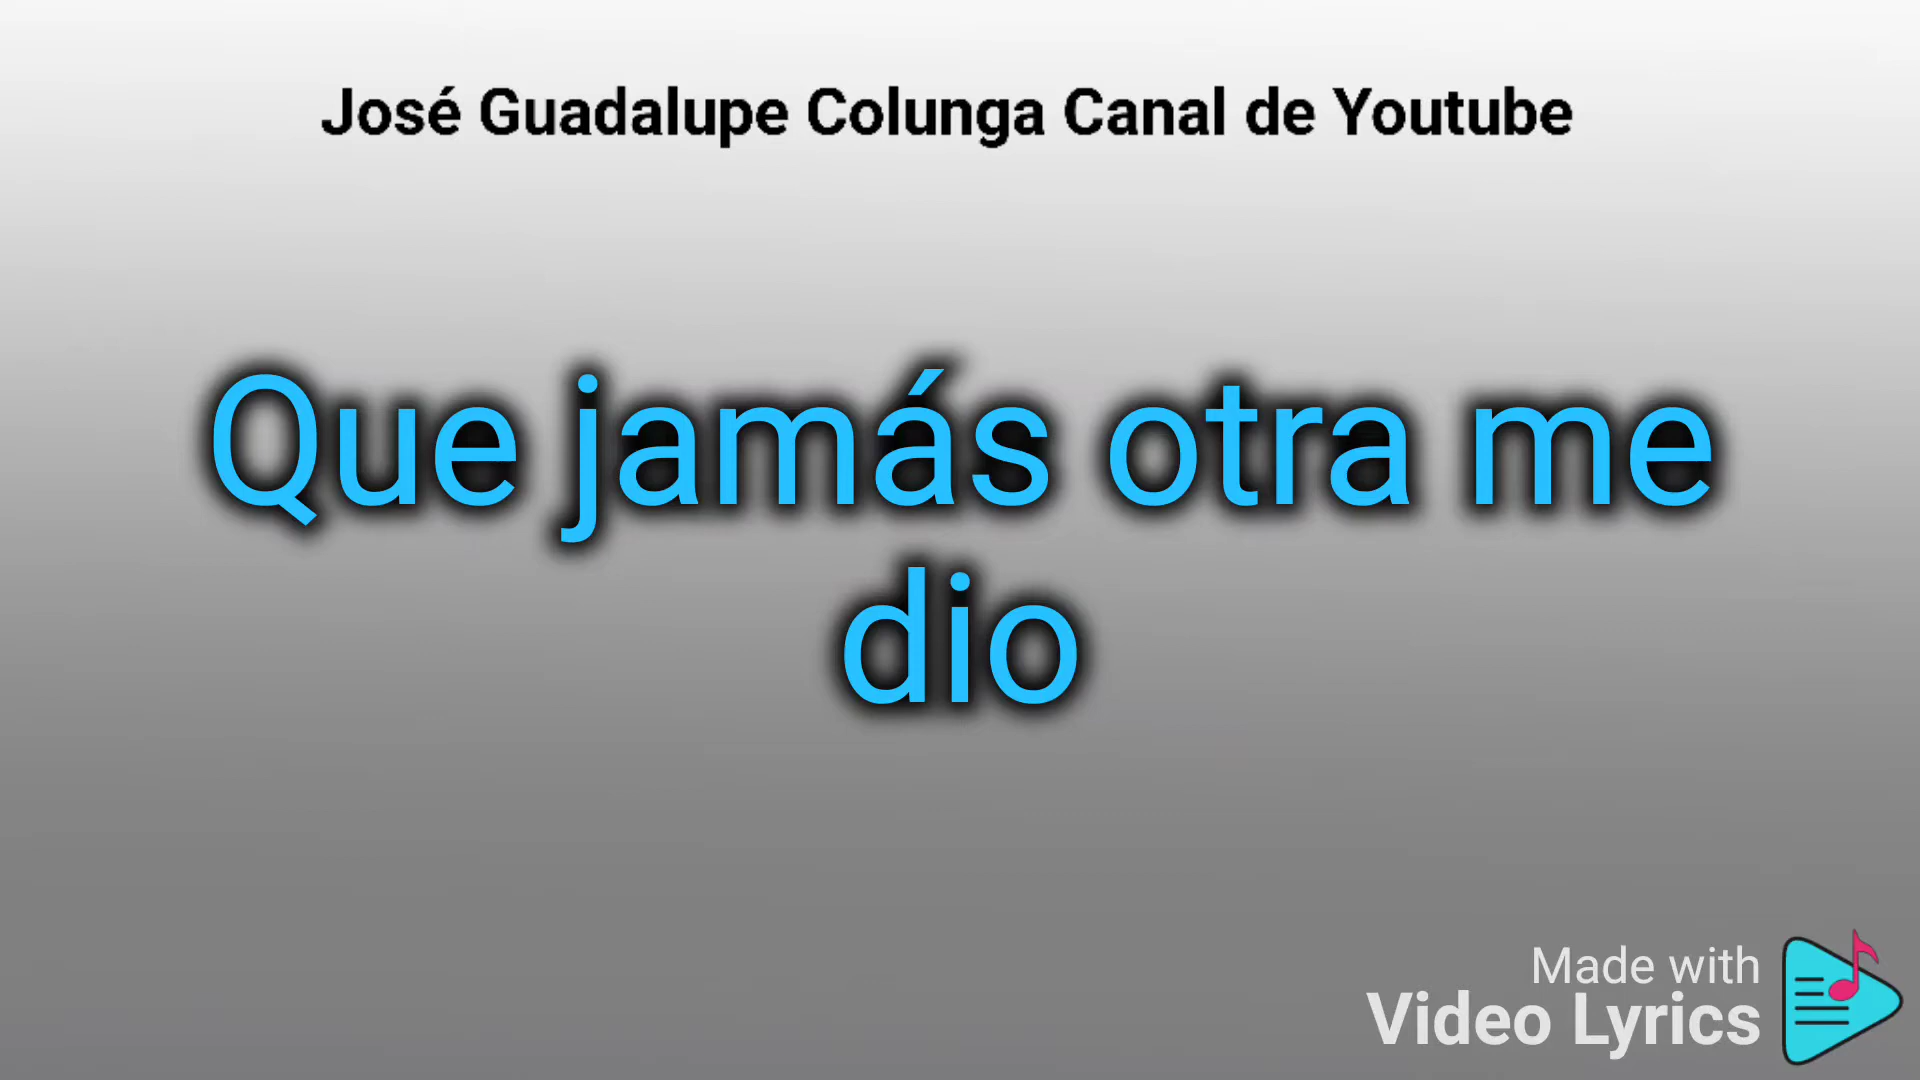 José Guadalupe Colunga Canal de Youtube
Que jamás otra me
dio
Made with
Video Lyrics